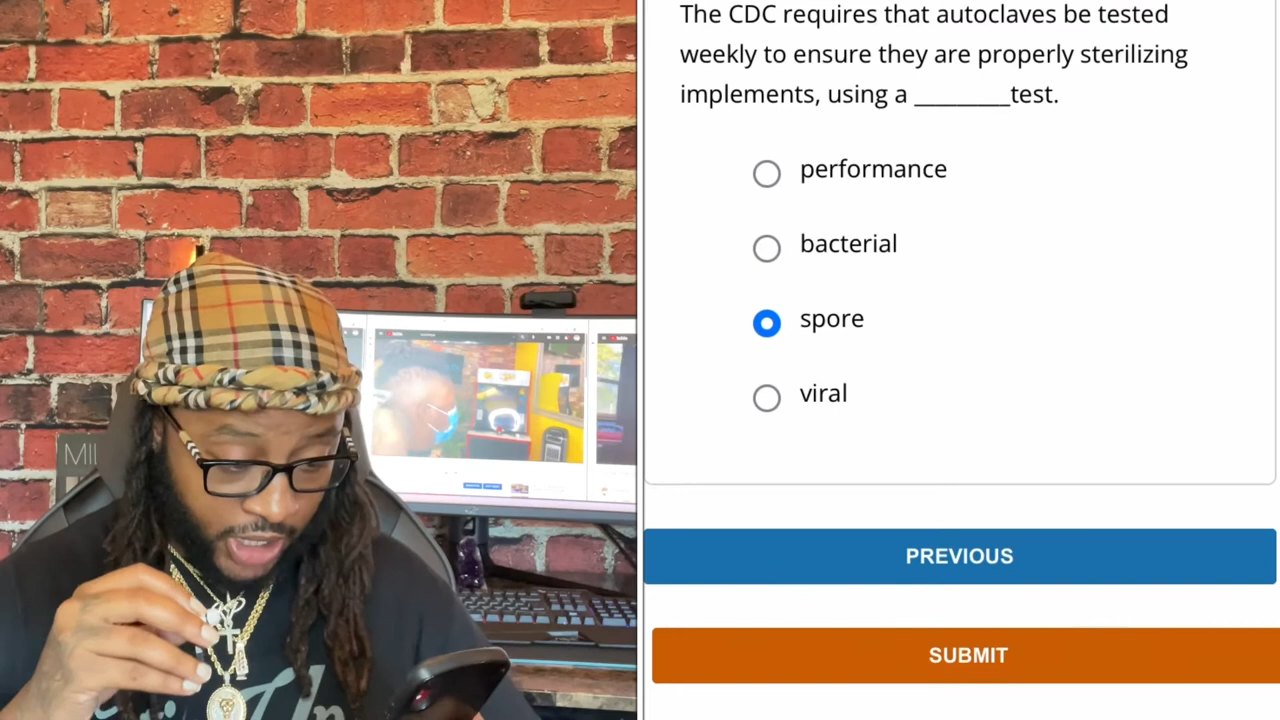 The CDC requires that autoclaves be tested
weekly to ensure they are properly sterilizing
implements, using a ________test.
performance
bacterial
spore
viral
PREVIOUS
SUBMIT
MII